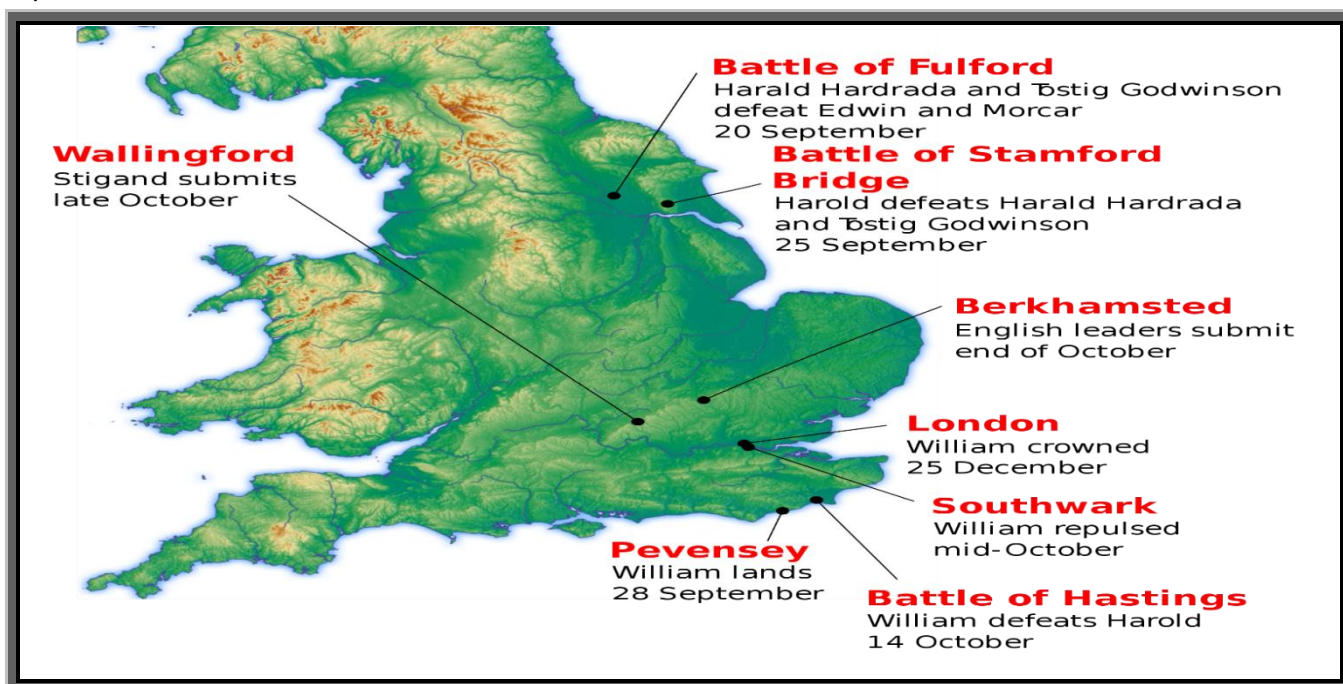 Battle of Fulford
Harald Hardrada and Tostig Godwinson
defeat Edwin and Morcar
20 September
Wallingford
Stigand submits
late October
Battle of Stamford
Bridge
Harold defeats Harald Hardrada
and Tostig Godwinson
25 September
Berkhamsted
English leaders submit
end of October
London
William crowned
25 December
Southwark
William repulsed
mid-October
Pevensey
William lands
28 September
Battle of Hastings
William defeats Harold
14 October